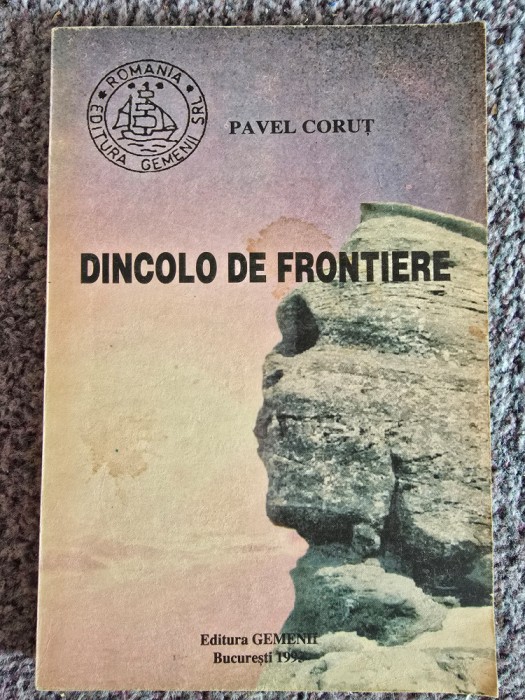 ROMANIA
EDITURA GEMENII SRL
PAVEL CORUȚ
DINCOLO DE FRONTIERE
Editura GEMENII
București